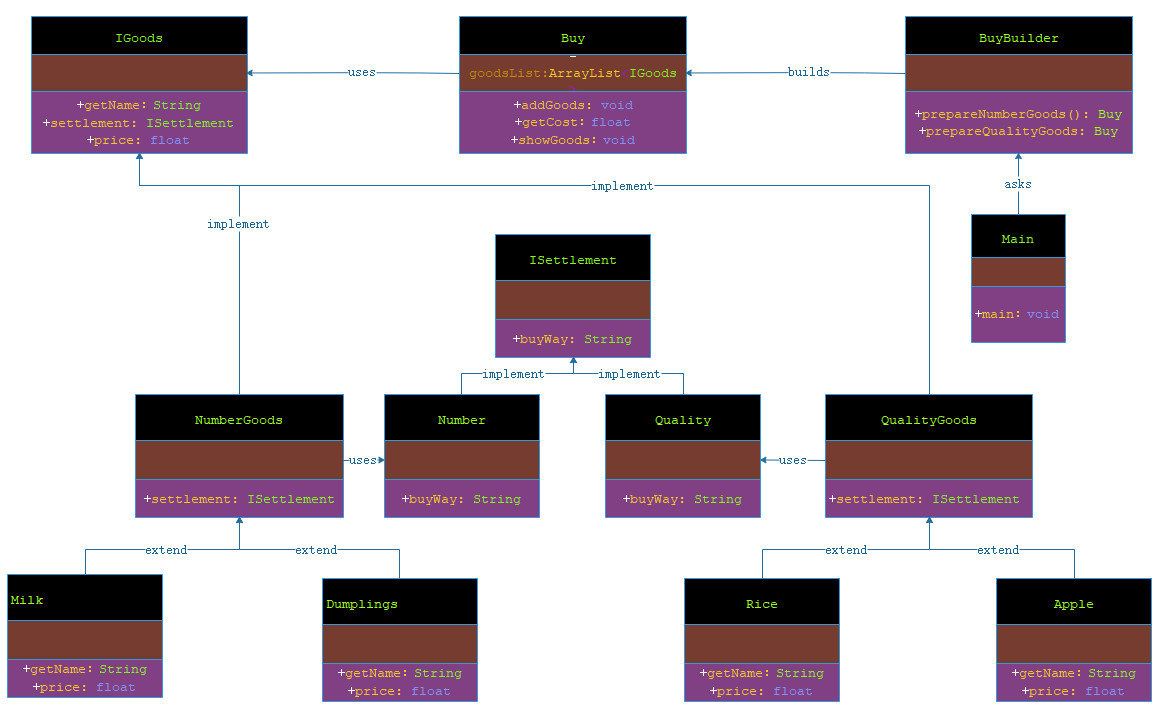 IGoods
+getName: String
+settlement: ISettlement
+price: float
uses
Buy
goodsList:ArrayList<IGoods
>
+addGoods: void
+getCost: float
+showGoods: void
builds
BuyBuilder
+prepareNumberGoods(): Buy
+prepareQualityGoods: Buy
asks
Main
+main: void
implement
implement
ISettlement
+buyWay: String
implement
implement
NumberGoods
+settlement: ISettlement
uses
Number
+buyWay: String
Quality
+buyWay: String
uses
QualityGoods
+settlement: ISettlement
extend
extend
extend
extend
Milk
+getName: String
+price: float
Dumplings
+getName: String
+price: float
Rice
+getName: String
+price: float
Apple
+getName: String
+price: float